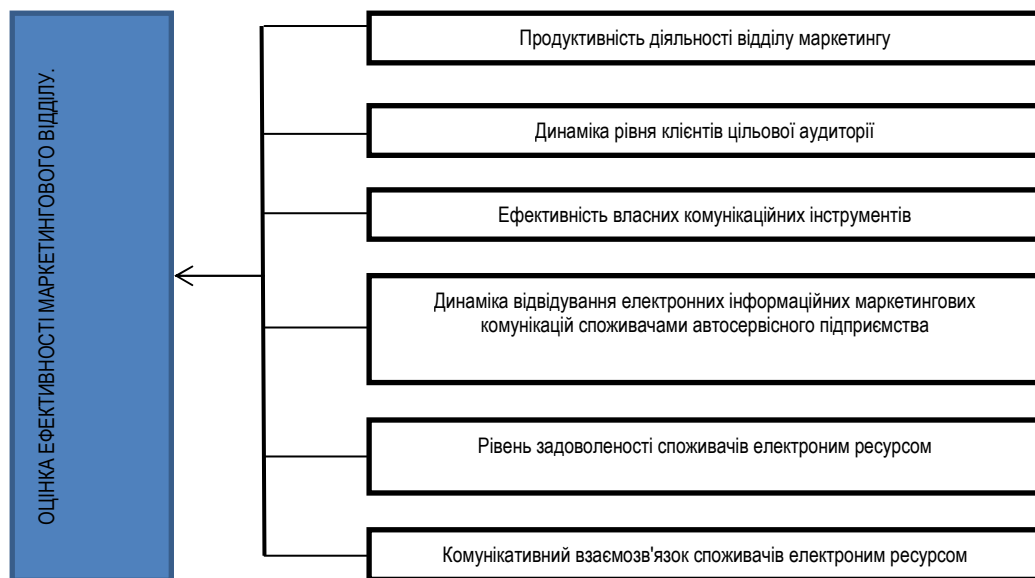 ОЦІНКА ЕФЕКТИВНОСТІ МАРКЕТИНГОВОГО ВІДДІЛУ.
Продуктивність діяльності відділу маркетингу
Динаміка рівня клієнтів цільової аудиторії
Ефективність власних комунікаційних інструментів
Динаміка відвідування електронних інформаційних маркетингових
комунікацій споживачами автосервісного підприємства
Рівень задоволеності споживачів електроним ресурсом
Комунікативний взаємозв'язок споживачів електроним ресурсом